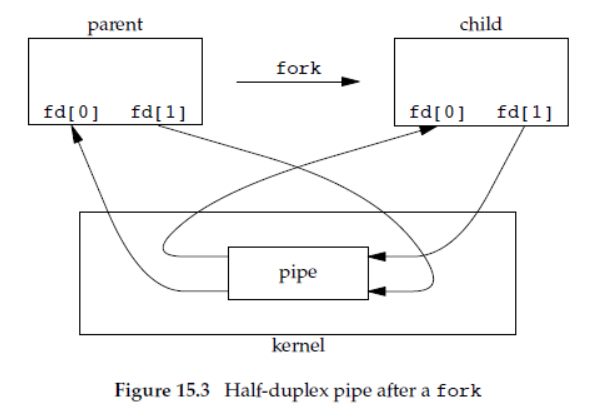 parent
child
fork
fd[0] fd[1]
fd[0] fd[1]
pipe
kernel
Figure 15.3 Half-duplex pipe after a fork